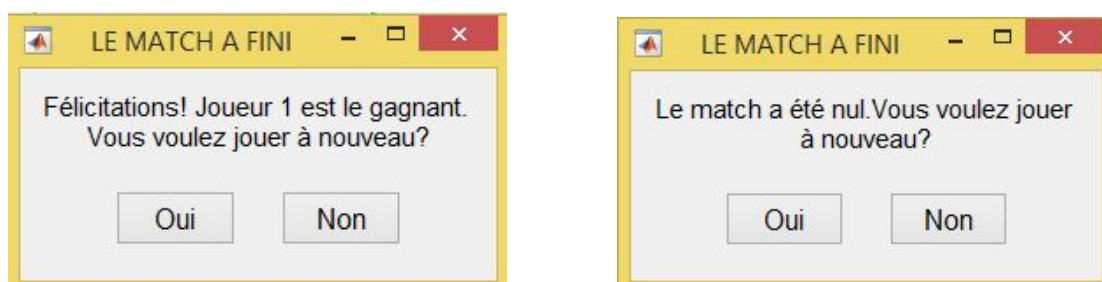 LE MATCH A FINI
Félicitations! Joueur 1 est le gagnant.
Vous voulez jouer à nouveau?
Oui
Non
LE MATCH A FINI
Le match a été nul.Vous voulez jouer
à nouveau?
Oui
Non